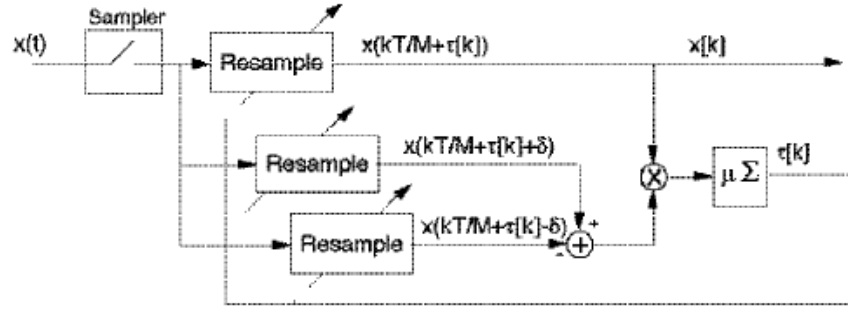 Sampler
x(t)
Resample
x(kT/M+τ[k])
x[k]
Resample
x(kT/M+τ[k]+δ)
μ Σ
τ[k]
Resample
x(kT/M+τ[k]-δ)
+
-